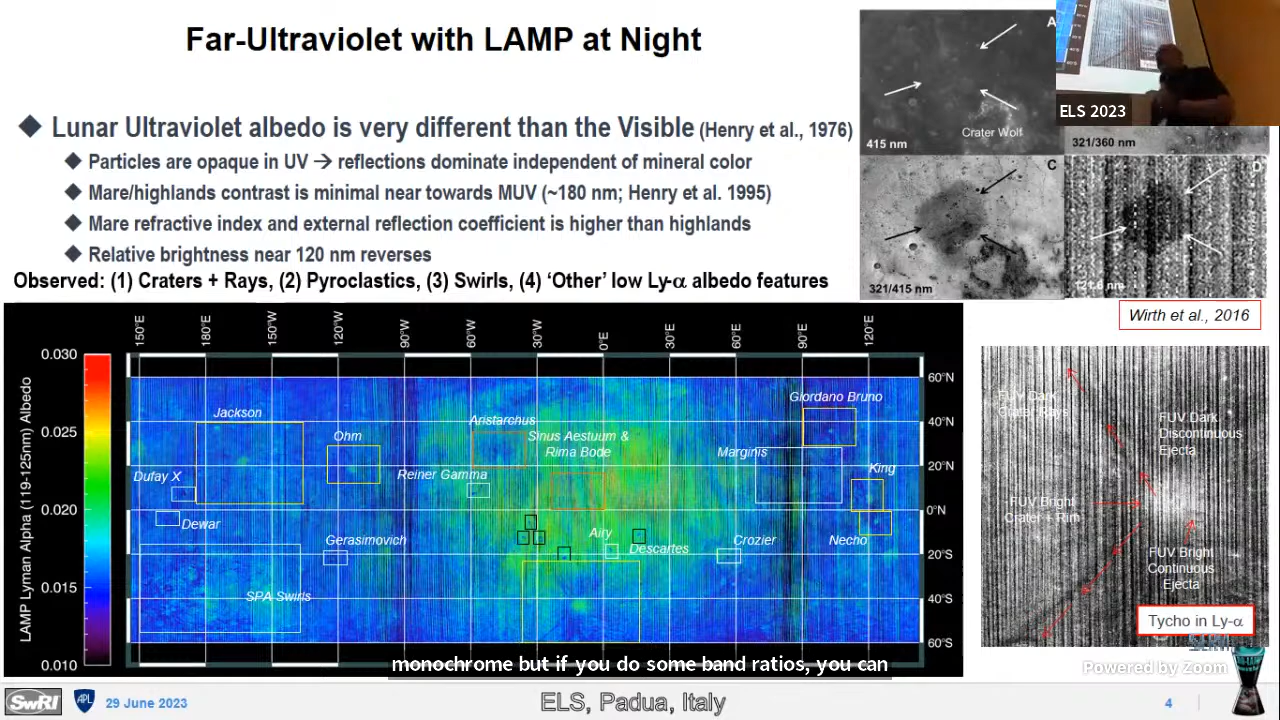 Far-Ultraviolet with LAMP at Night
A
Crater Wolf
415 nm
ELS 2023
321/360 nm
◆ Lunar Ultraviolet albedo is very different than the Visible (Henry et al., 1976)
◆ Particles are opaque in UV → reflections dominate independent of mineral color
◆ Mare/highlands contrast is minimal near towards MUV (~180 nm; Henry et al. 1995)
◆ Mare refractive index and external reflection coefficient is higher than highlands
◆ Relative brightness near 120 nm reverses
C
321/415 nm
D
121.6 nm
Observed: (1) Craters + Rays, (2) Pyroclastics, (3) Swirls, (4) ‘Other’ low Ly-α albedo features
Wirth et al., 2016
LAMP Lyman Alpha (119-125nm) Albedo
0.030
0.025
0.020
0.015
0.010
150°E
180°E
150°W
120°W
90°W
60°W
30°W
0°E
30°E
60°E
90°E
120°E
60°N
40°N
20°N
0°N
20°S
40°S
60°S
Jackson
Ohm
Aristarchus
Sinus Aestuum &
Rima Bode
Giordano Bruno
Marginis
King
Dufay X
Reiner Gamma
Dewar
Gerasimovich
Airy
Descartes
Crozier
Necho
SPA Swirls
FUV Dark
Crater Rays
FUV Dark
Discontinuous
Ejecta
FUV Bright
Crater + Rim
FUV Bright
Continuous
Ejecta
Tycho in Ly-α
monochrome but if you do some band ratios, you can
Powered by Zoom
SwRI
APL
29 June 2023
ELS, Padua, Italy
4